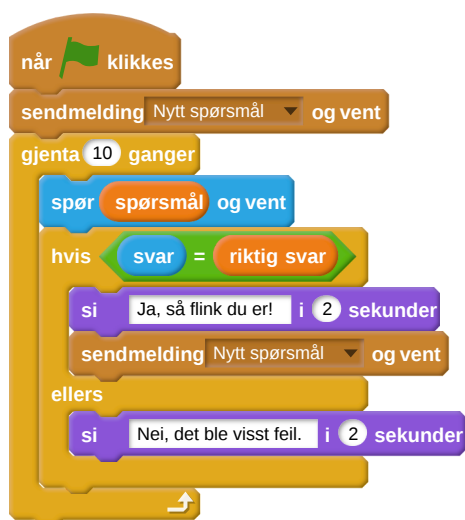 når klikkes
sendmelding Nytt spørsmål og vent
gjenta 10 ganger
spør spørsmål og vent
hvis svar = riktig svar
si Ja, så flink du er! i 2 sekunder
sendmelding Nytt spørsmål og vent
ellers
si Nei, det ble visst feil. i 2 sekunder